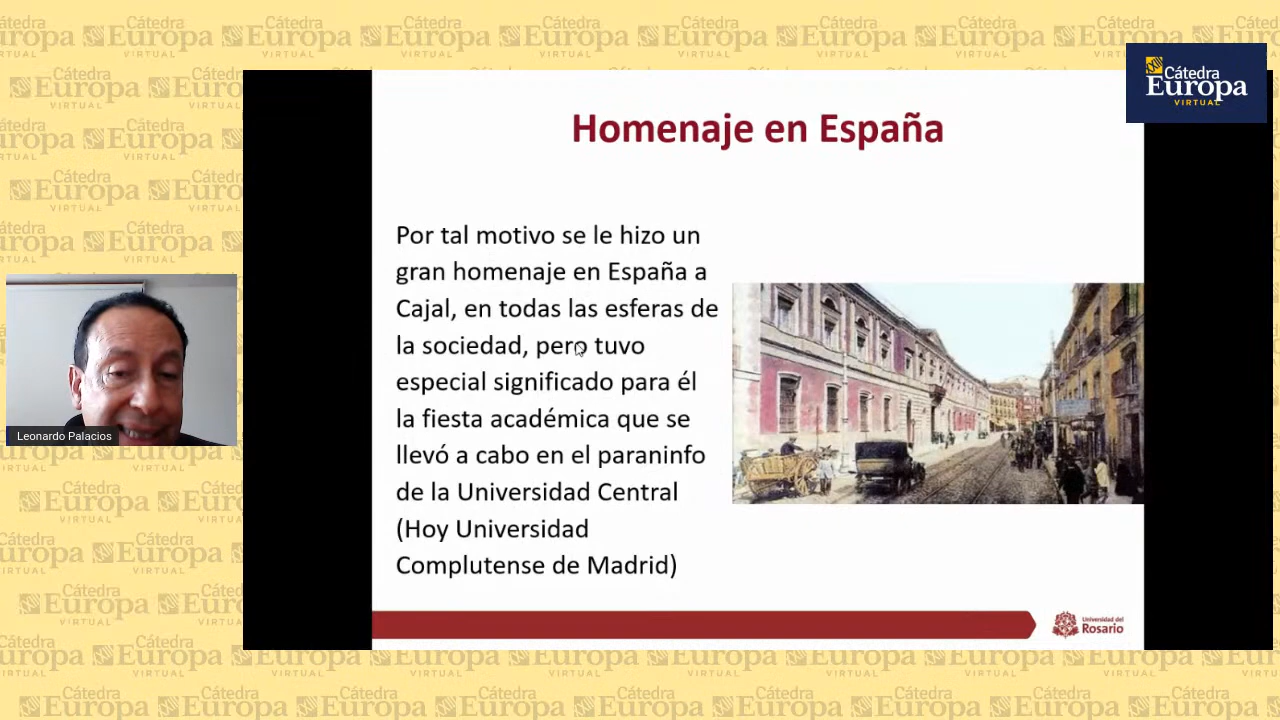 Cátedra
Europa
VIRTUAL
Homenaje en España
Por tal motivo se le hizo un
gran homenaje en España a
Cajal, en todas las esferas de
la sociedad, pero tuvo
especial significado para él
la fiesta académica que se
llevó a cabo en el paraninfo
de la Universidad Central
(Hoy Universidad
Complutense de Madrid)
Leonardo Palacios
Universidad del
Rosario